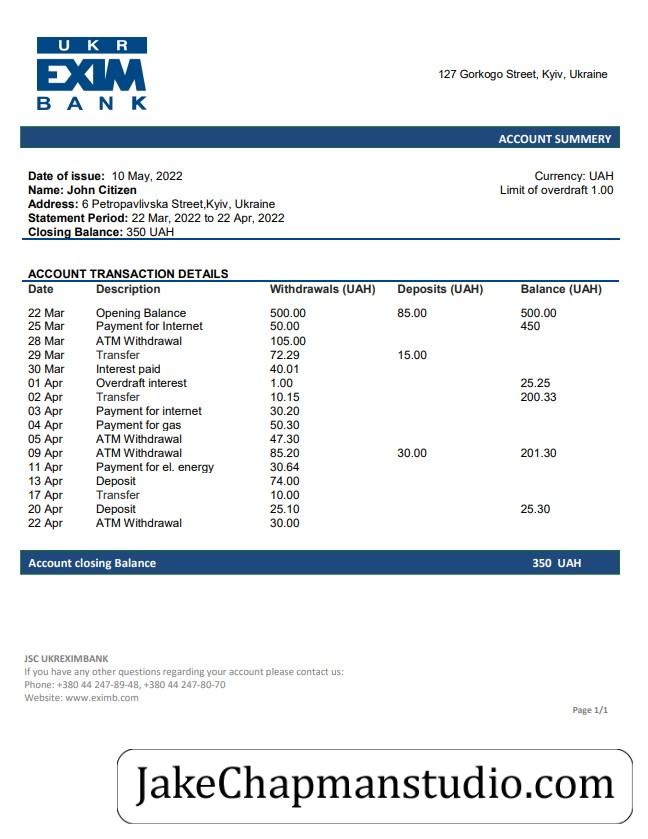 UKR
EXIM
BANK
127 Gorkogo Street, Kyiv, Ukraine
ACCOUNT SUMMERY
Date of issue: 10 May, 2022 Currency: UAH
Name: John Citizen Limit of overdraft 1.00
Address: 6 Petropavlivska Street,Kyiv, Ukraine
Statement Period: 22 Mar, 2022 to 22 Apr, 2022
Closing Balance: 350 UAH
ACCOUNT TRANSACTION DETAILS
Date Description Withdrawals (UAH) Deposits (UAH) Balance (UAH)
22 Mar Opening Balance 500.00 85.00 500.00
25 Mar Payment for Internet 50.00 450
28 Mar ATM Withdrawal 105.00
29 Mar Transfer 72.29 15.00
30 Mar Interest paid 40.01
01 Apr Overdraft interest 1.00 25.25
02 Apr Transfer 10.15 200.33
03 Apr Payment for internet 30.20
04 Apr Payment for gas 50.30
05 Apr ATM Withdrawal 47.30
09 Apr ATM Withdrawal 85.20 30.00 201.30
11 Apr Payment for el. energy 30.64
13 Apr Deposit 74.00
17 Apr Transfer 10.00
20 Apr Deposit 25.10 25.30
22 Apr ATM Withdrawal 30.00
Account closing Balance 350 UAH
JSC UKREXIMBANK
If you have any other questions regarding your account please contact us:
Phone: +380 44 247-89-48, +380 44 247-80-70
Website: www.eximb.com
Page 1/1
JakeChapmanstudio.com